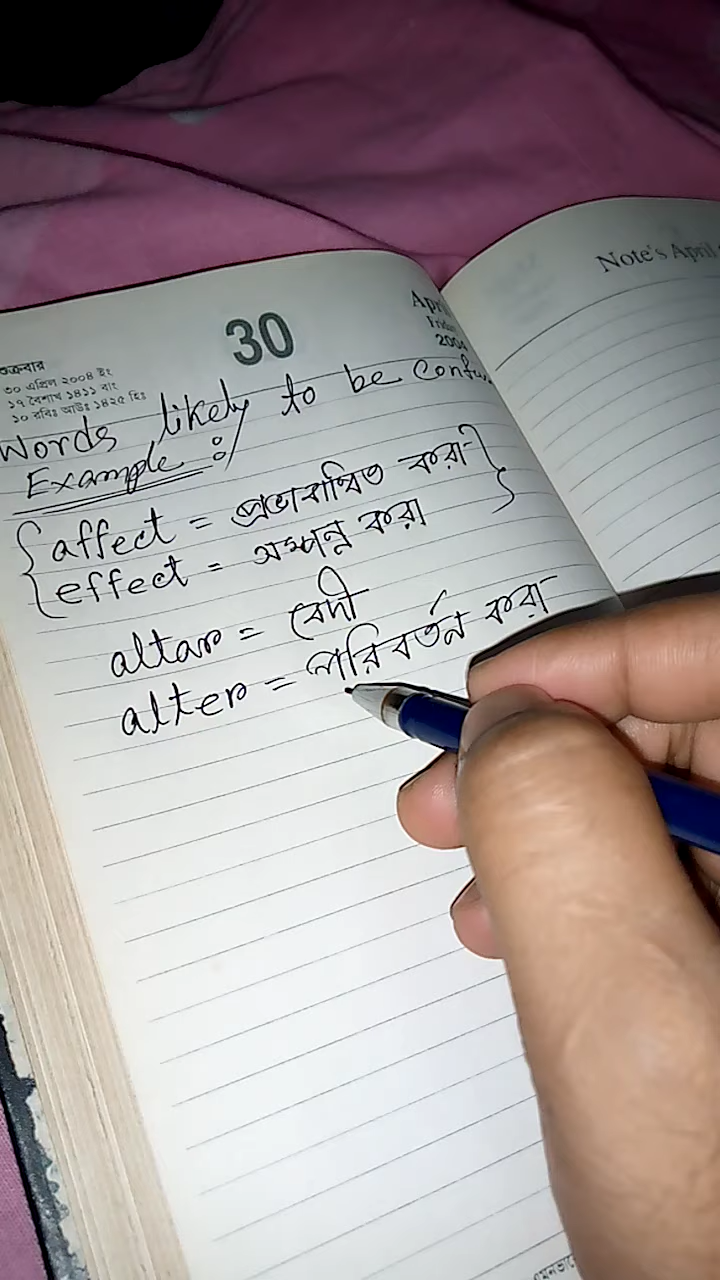 Note's April
30
April
Friday
2004
শুক্রবার
৩০ এপ্রিল ২০০৪ ইং
১৭ বৈশাখ ১৪১১ বাং
১০ রবিঃ আউঃ ১৪২৫ হিঃ
Words likely to be Confu
Example :
affect = প্রভাবান্বিত করা
effect = সম্পন্ন করা
altar = বেদী
alter = পরিবর্তন করা